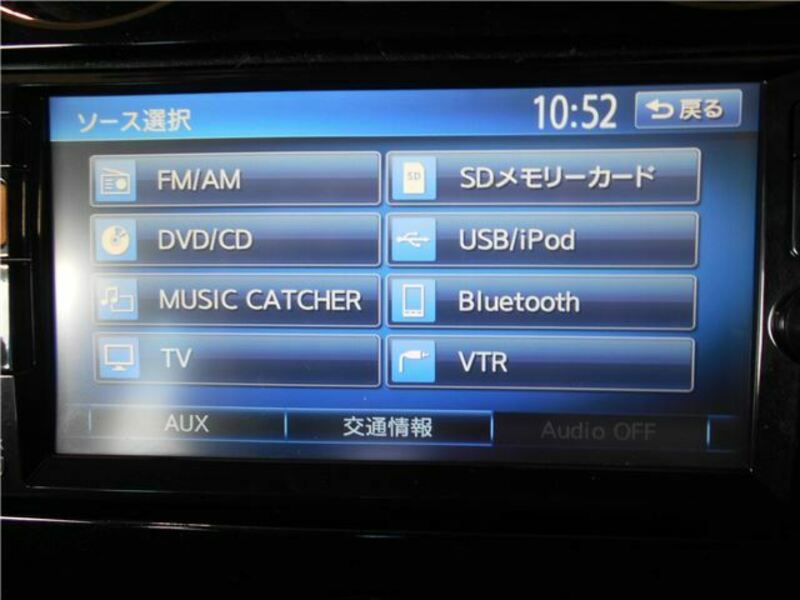 ソース選択 10:52 戻る
FM/AM SD SDメモリーカード
DVD/CD USB/iPod
MUSIC CATCHER Bluetooth
TV VTR
AUX 交通情報 Audio OFF